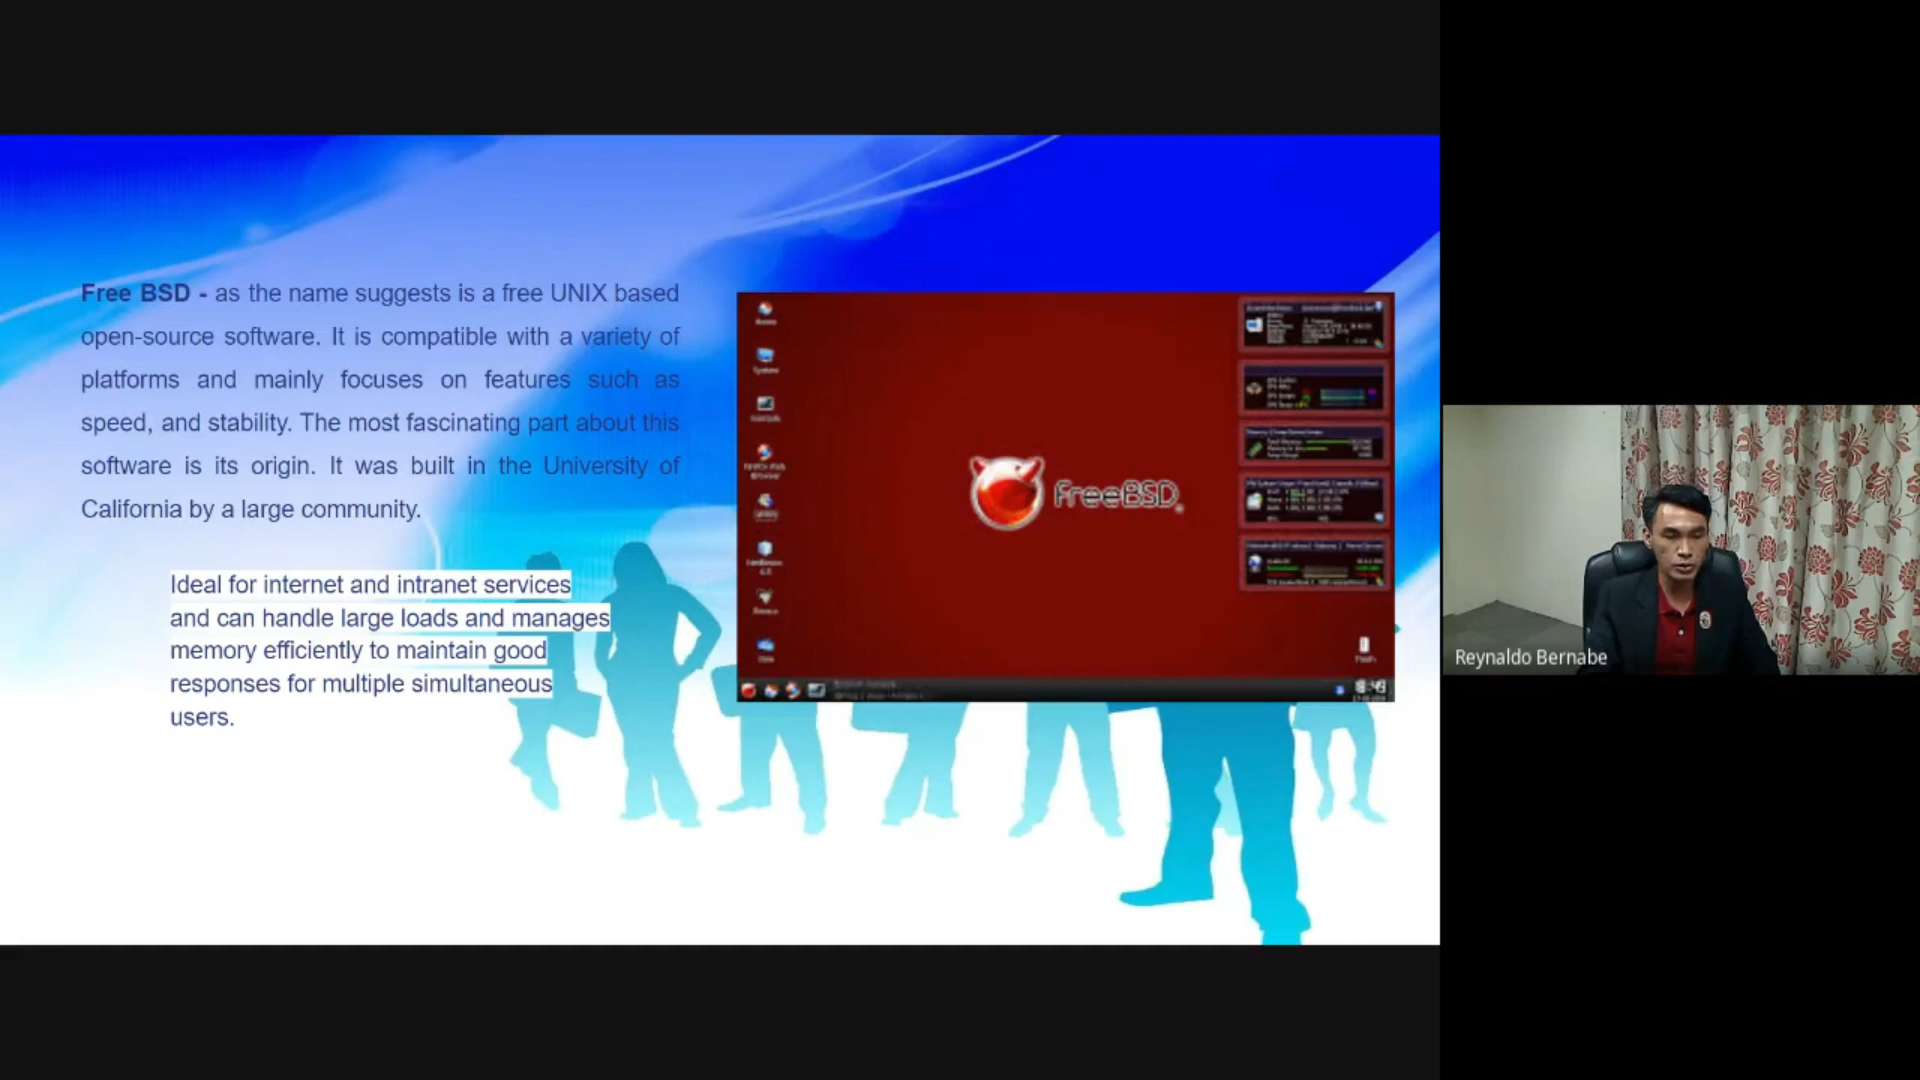 Free BSD - as the name suggests is a free UNIX based
open-source software. It is compatible with a variety of
platforms and mainly focuses on features such as
speed, and stability. The most fascinating part about this
software is its origin. It was built in the University of
California by a large community.
Ideal for internet and intranet services
and can handle large loads and manages
memory efficiently to maintain good
responses for multiple simultaneous
users.
FreeBSD
Reynaldo Bernabe